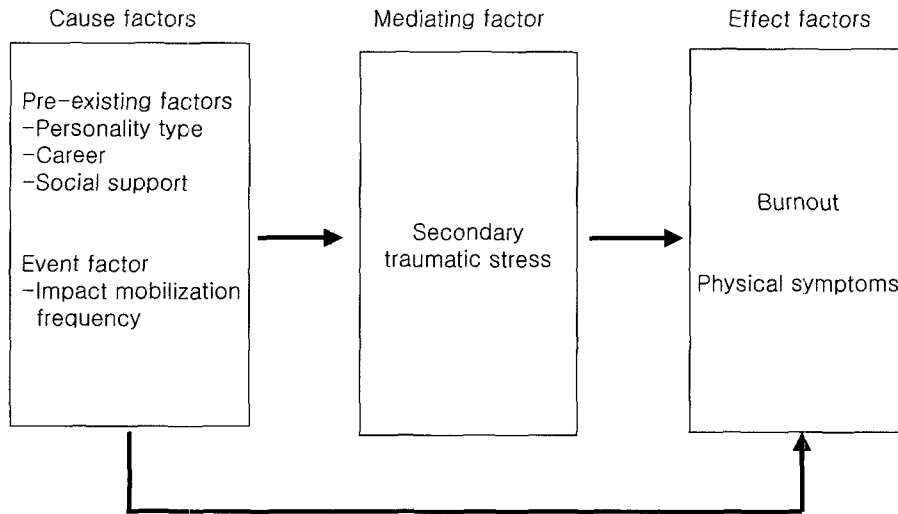 Cause factors
Mediating factor
Effect factors
Pre-existing factors
-Personality type
-Career
-Social support
Event factor
-Impact mobilization
frequency
Secondary
traumatic stress
Burnout
Physical symptoms